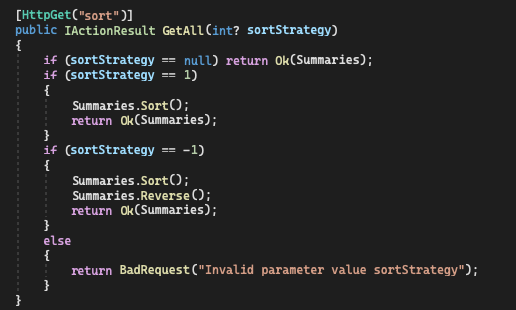 [HttpGet("sort")]
public IActionResult GetAll(int? sortStrategy)
{
    if (sortStrategy == null) return Ok(Summaries);
    if (sortStrategy == 1)
    {
        Summaries.Sort();
        return Ok(Summaries);
    }
    if (sortStrategy == -1)
    {
        Summaries.Sort();
        Summaries.Reverse();
        return Ok(Summaries);
    }
    else
    {
        return BadRequest("Invalid parameter value sortStrategy");
    }
}